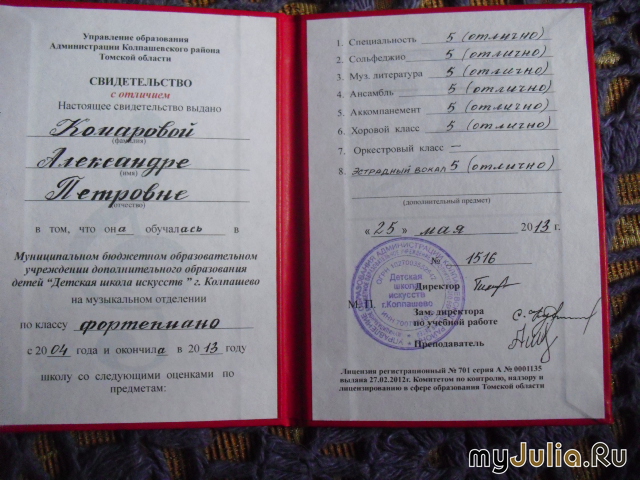 Управление образования
Администрации Колпашевского района
Томской области
СВИДЕТЕЛЬСТВО
с отличием
Настоящее свидетельство выдано
Комаровой
(фамилия)
Александре
(имя)
Петровне
(отчество)
в том, что она обучалась в
Муниципальном бюджетном образовательном
учреждении дополнительного образования
детей "Детская школа искусств" г. Колпашево
на музыкальном отделении
по классу фортепиано
с 2004 года и окончила в 2013 году
школу со следующими оценками по
предметам:
1. Специальность 5 (отлично)
2. Сольфеджио 5 (отлично)
3. Муз. литература 5 (отлично)
4. Ансамбль 5 (отлично)
5. Аккомпанемент 5 (отлично)
6. Хоровой класс 5 (отлично)
7. Оркестровый класс —
8. ЭСТРАДНЫЙ ВОКАЛ 5 (отлично)
(дополнительный предмет)
«25» мая 2013 г.
№ 1516
Детская
школа
искусств
г.Колпашево
Директор
М. П.
Зам. директора
по учебной работе
Преподаватель
Лицензия регистрационный № 701 серия А № 0001135
выдана 27.02.2012г. Комитетом по контролю, надзору и
лицензированию в сфере образования Томской области
myJulia.Ru